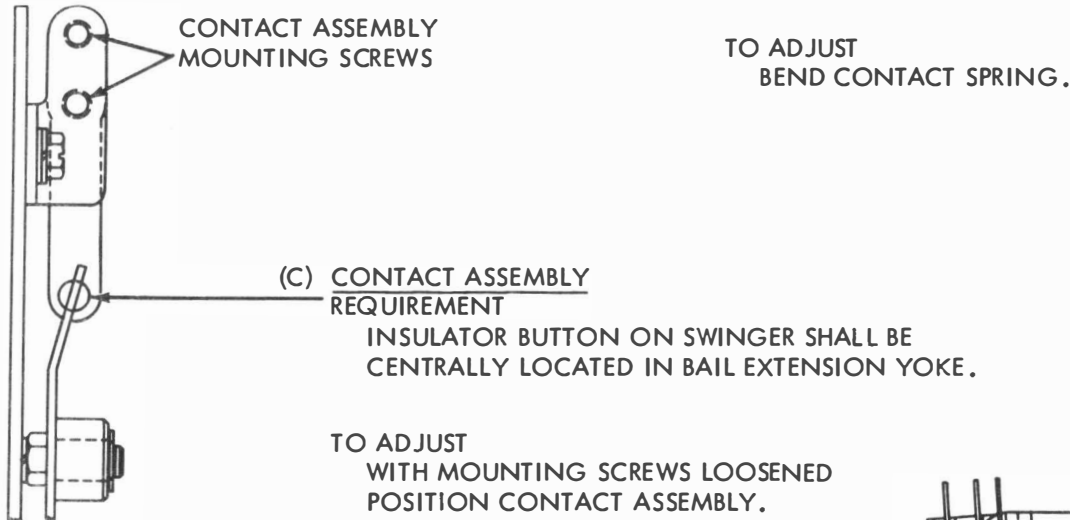 CONTACT ASSEMBLY
MOUNTING SCREWS
TO ADJUST
BEND CONTACT SPRING.
(C) CONTACT ASSEMBLY
REQUIREMENT
INSULATOR BUTTON ON SWINGER SHALL BE
CENTRALLY LOCATED IN BAIL EXTENSION YOKE.
TO ADJUST
WITH MOUNTING SCREWS LOOSENED
POSITION CONTACT ASSEMBLY.